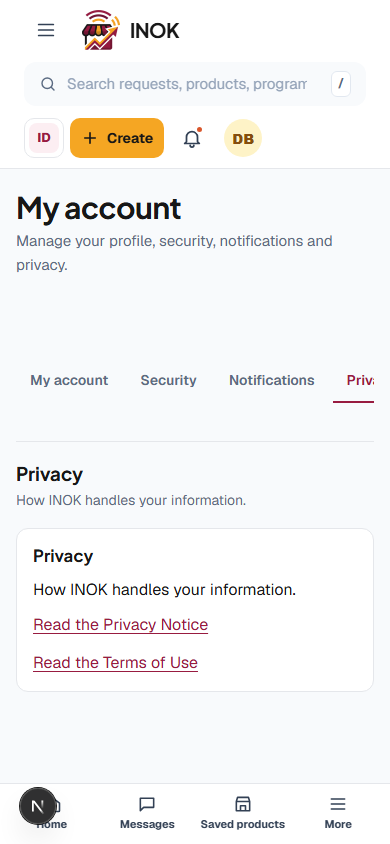 INOK
Search requests, products, program
/
ID
Create
DB
My account
Manage your profile, security, notifications and
privacy.
My account
Security
Notifications
Priva
Privacy
How INOK handles your information.
Privacy
How INOK handles your information.
Read the Privacy Notice
Read the Terms of Use
N
Home
Messages
Saved products
More